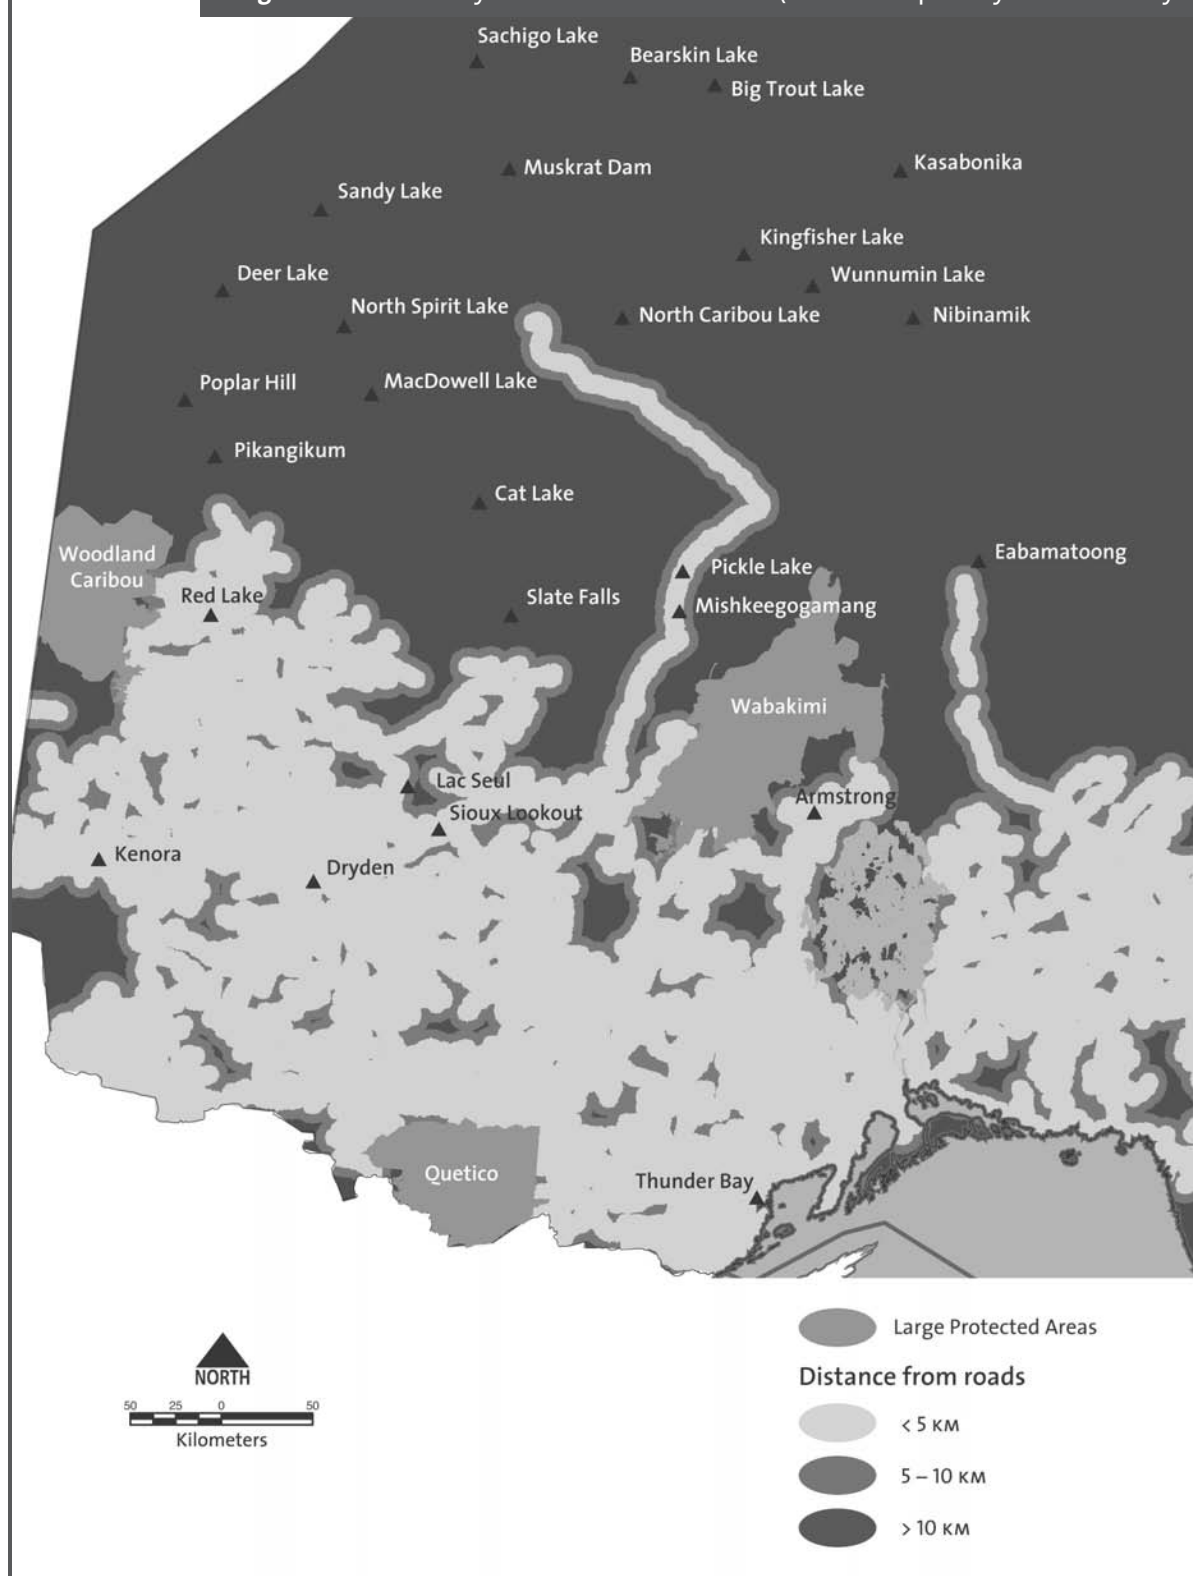 Sachigo Lake
Bearskin Lake
Big Trout Lake
Muskrat Dam
Kasabonika
Sandy Lake
Kingfisher Lake
Deer Lake
Wunnumin Lake
North Spirit Lake
North Caribou Lake
Nibinamik
Poplar Hill
MacDowell Lake
Pikangikum
Cat Lake
Woodland
Caribou
Eabamatoong
Pickle Lake
Red Lake
Slate Falls
Mishkeegogamang
Wabakimi
Lac Seul
Armstrong
Sioux Lookout
Kenora
Dryden
Quetico
Thunder Bay
Large Protected Areas
NORTH
Distance from roads
50 25 0 50
Kilometers
< 5 KM
5 – 10 KM
> 10 KM